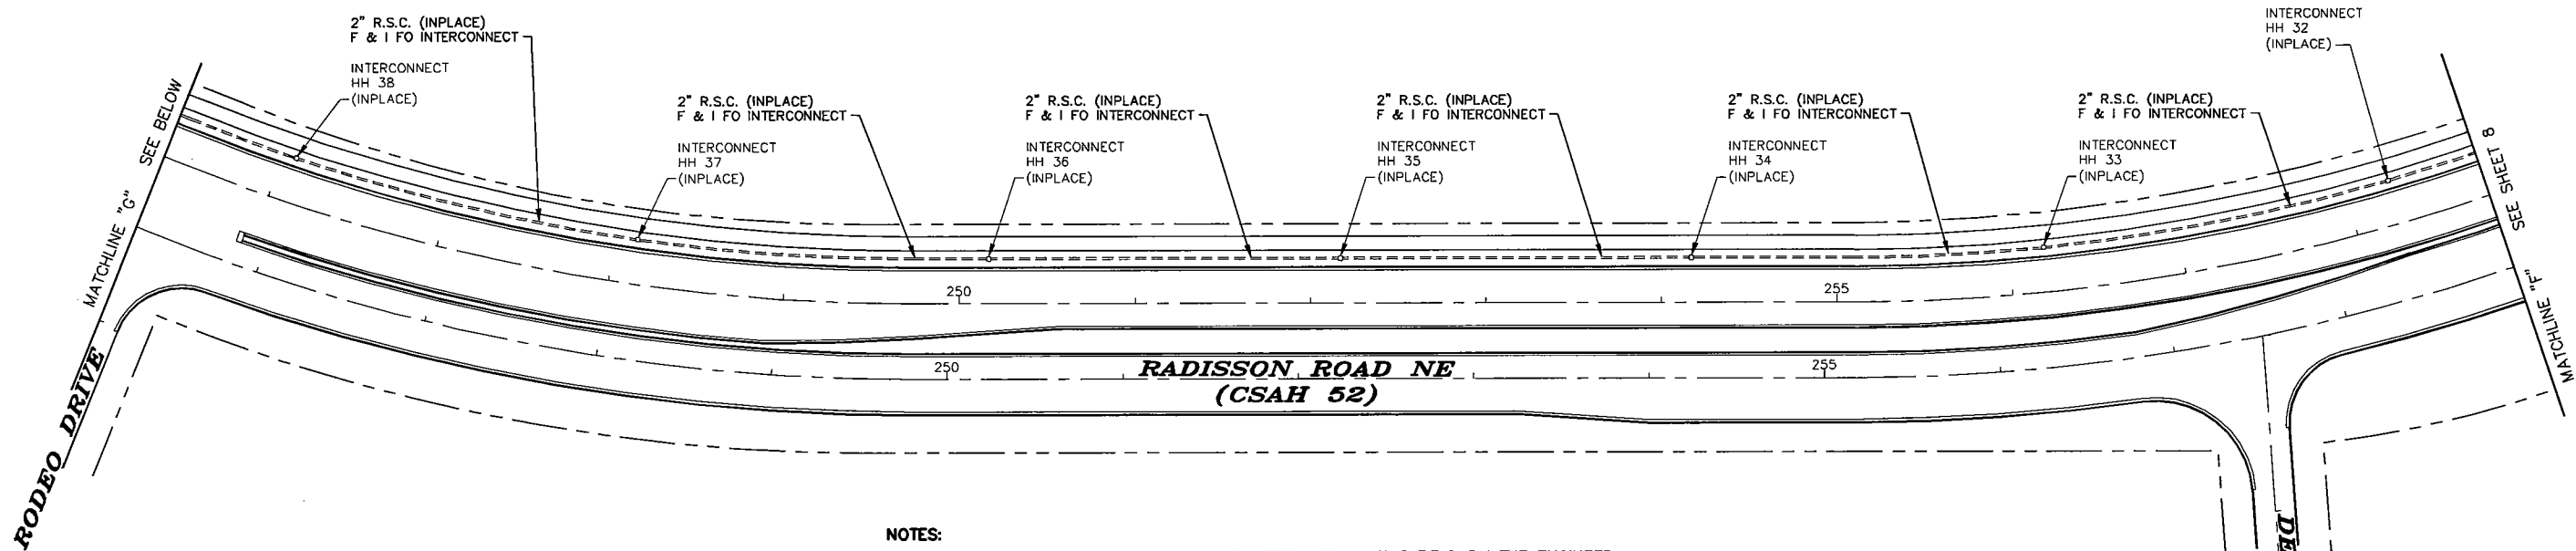 2" R.S.C. (INPLACE)
F & I FO INTERCONNECT
INTERCONNECT
HH 38
(INPLACE)
2" R.S.C. (INPLACE)
F & I FO INTERCONNECT
INTERCONNECT
HH 37
(INPLACE)
2" R.S.C. (INPLACE)
F & I FO INTERCONNECT
INTERCONNECT
HH 36
(INPLACE)
2" R.S.C. (INPLACE)
F & I FO INTERCONNECT
INTERCONNECT
HH 35
(INPLACE)
2" R.S.C. (INPLACE)
F & I FO INTERCONNECT
INTERCONNECT
HH 34
(INPLACE)
2" R.S.C. (INPLACE)
F & I FO INTERCONNECT
INTERCONNECT
HH 33
(INPLACE)
INTERCONNECT
HH 32
(INPLACE)
MATCHLINE "G" SEE BELOW
MATCHLINE "F" SEE SHEET 8
250
255
250
255
RADISSON ROAD NE
(CSAH 52)
RODEO DRIVE
DE
NOTES: